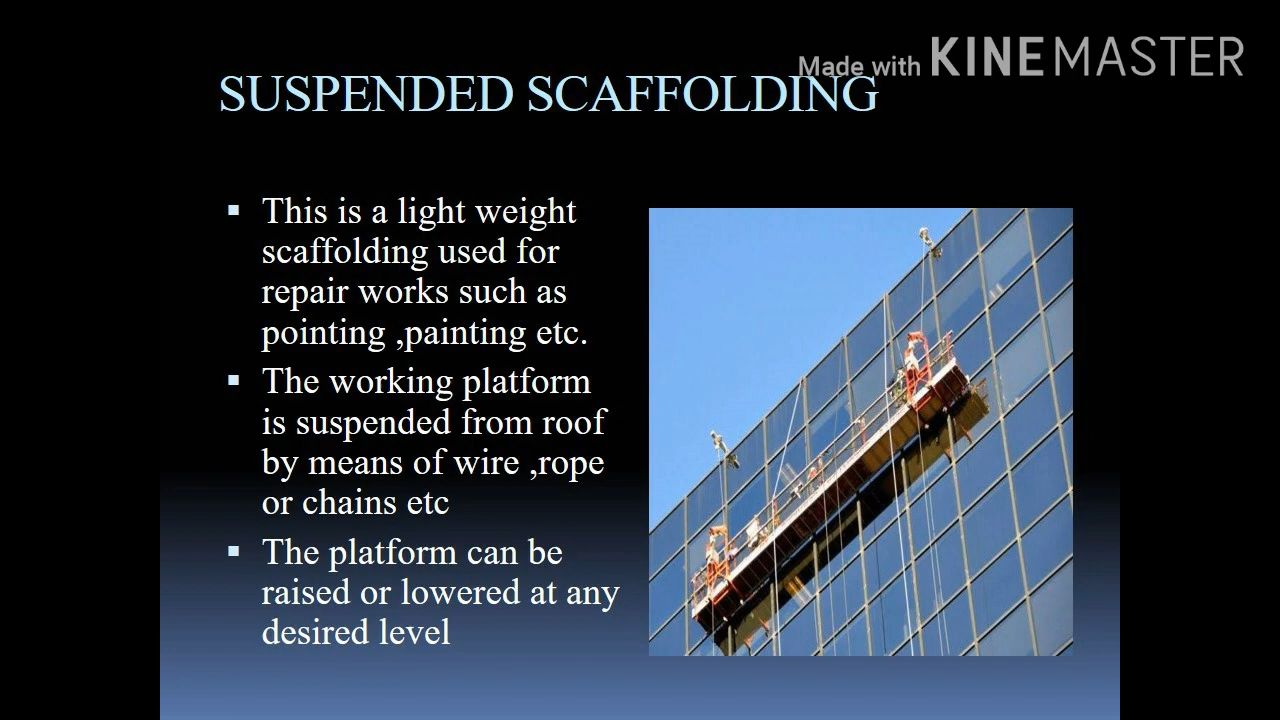 Made with KINEMASTER
SUSPENDED SCAFFOLDING
▪ This is a light weight
scaffolding used for
repair works such as
pointing ,painting etc.
▪ The working platform
is suspended from roof
by means of wire ,rope
or chains etc
▪ The platform can be
raised or lowered at any
desired level